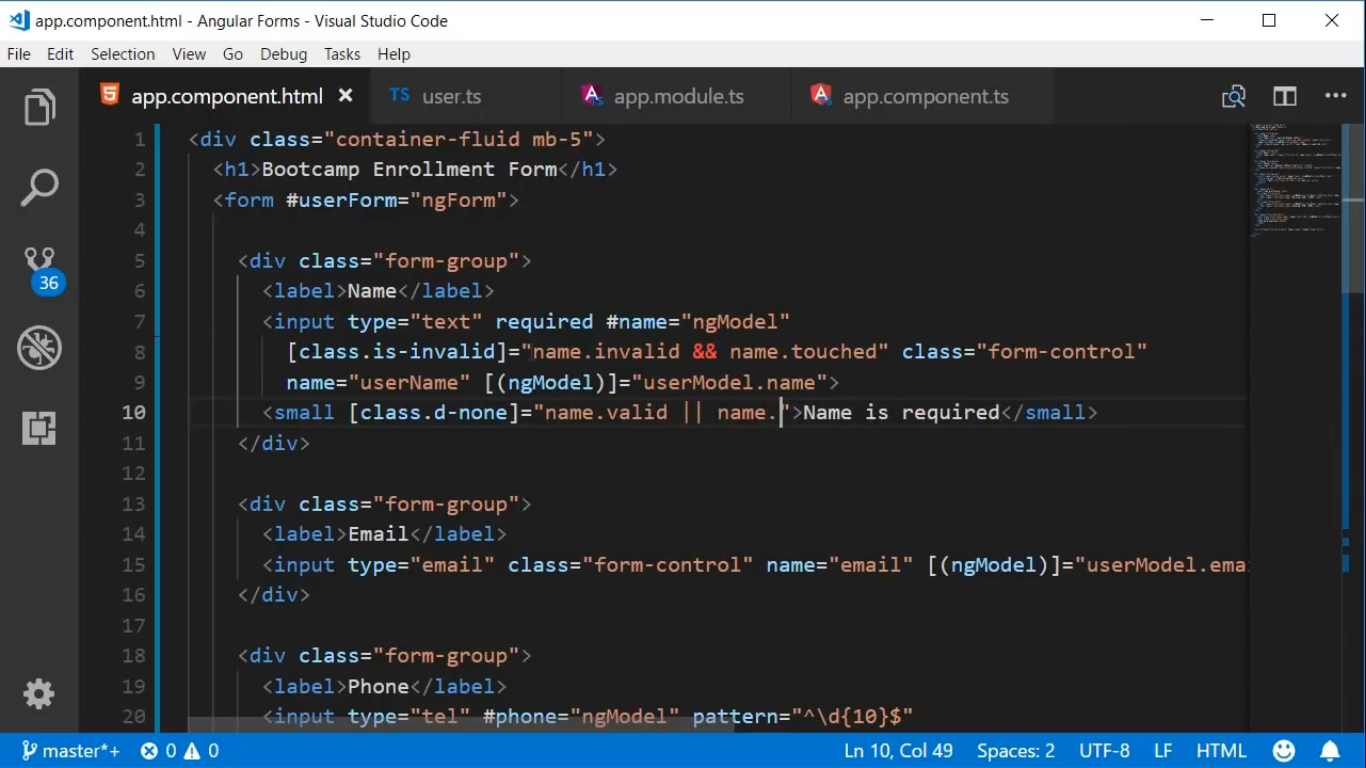 app.component.html - Angular Forms - Visual Studio Code
File Edit Selection View Go Debug Tasks Help
app.component.html TS user.ts app.module.ts app.component.ts
1 <div class="container-fluid mb-5">
2 <h1>Bootcamp Enrollment Form</h1>
3 <form #userForm="ngForm">
4
5 <div class="form-group">
6 <label>Name</label>
7 <input type="text" required #name="ngModel"
8 [class.is-invalid]="name.invalid && name.touched" class="form-control"
9 name="userName" [(ngModel)]="userModel.name">
10 <small [class.d-none]="name.valid || name.">Name is required</small>
11 </div>
12
13 <div class="form-group">
14 <label>Email</label>
15 <input type="email" class="form-control" name="email" [(ngModel)]="userModel.emai
16 </div>
17
18 <div class="form-group">
19 <label>Phone</label>
20 <input type="tel" #phone="ngModel" pattern="^\d{10}$"
36
master*+ 0 0 Ln 10, Col 49 Spaces: 2 UTF-8 LF HTML